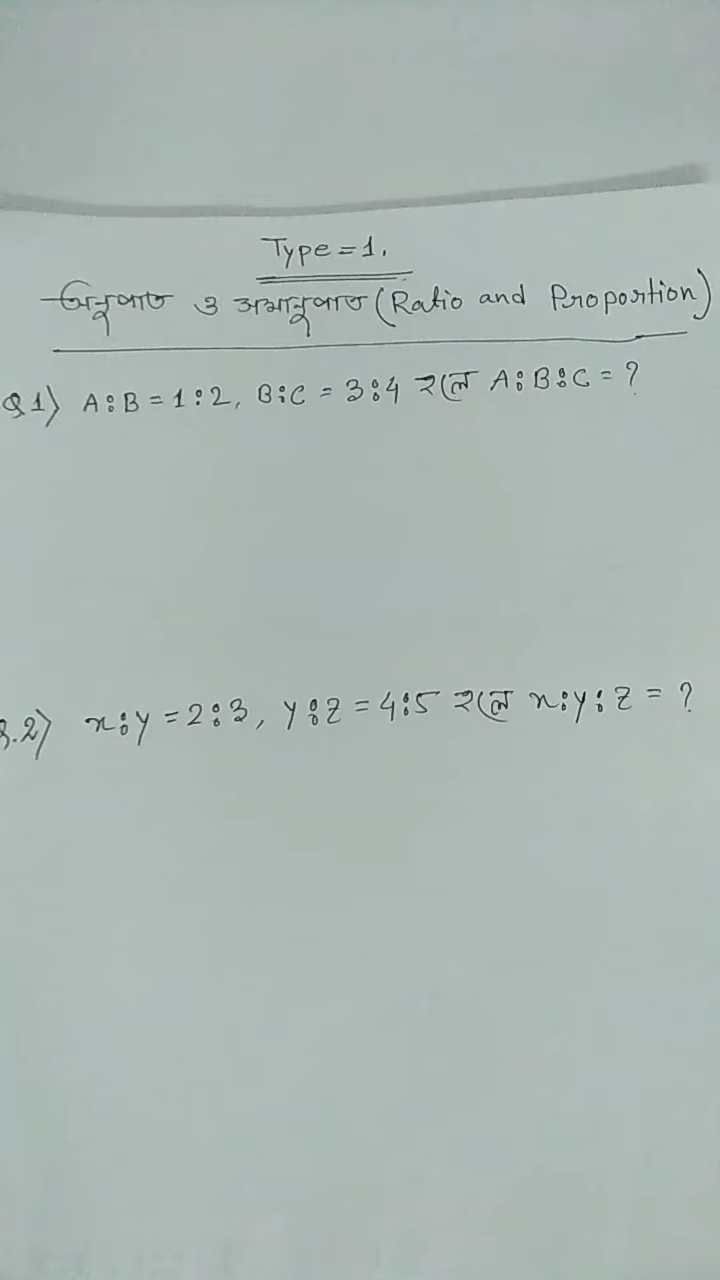 Type = 1.
অনুপাত ও সমানুপাত (Ratio and Proportion)
Q1) A:B = 1:2, B:C = 3:4 হলে A:B:C = ?
.2) x:y = 2:3, y:z = 4:5 হলে x:y:z = ?